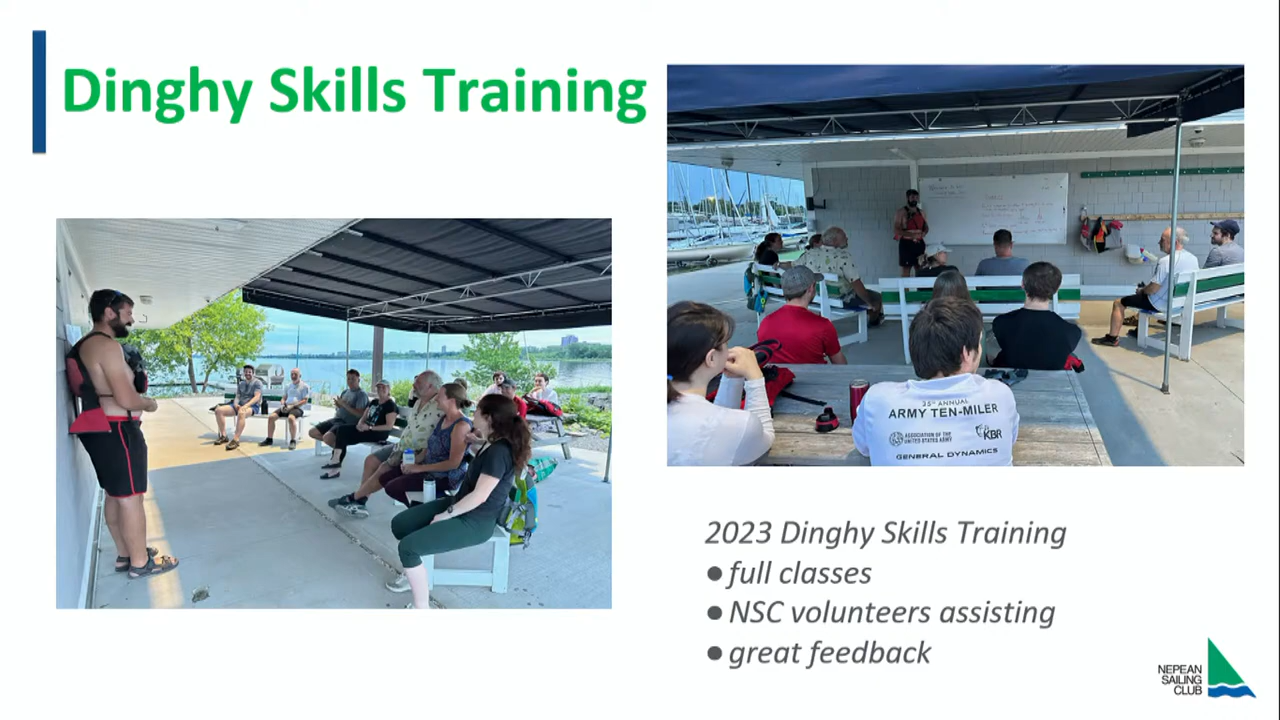 Dinghy Skills Training
35TH ANNUAL
ARMY TEN-MILER
ASSOCIATION OF THE
UNITED STATES ARMY
KBR
GENERAL DYNAMICS
2023 Dinghy Skills Training
● full classes
● NSC volunteers assisting
● great feedback
NEPEAN
SAILING
CLUB